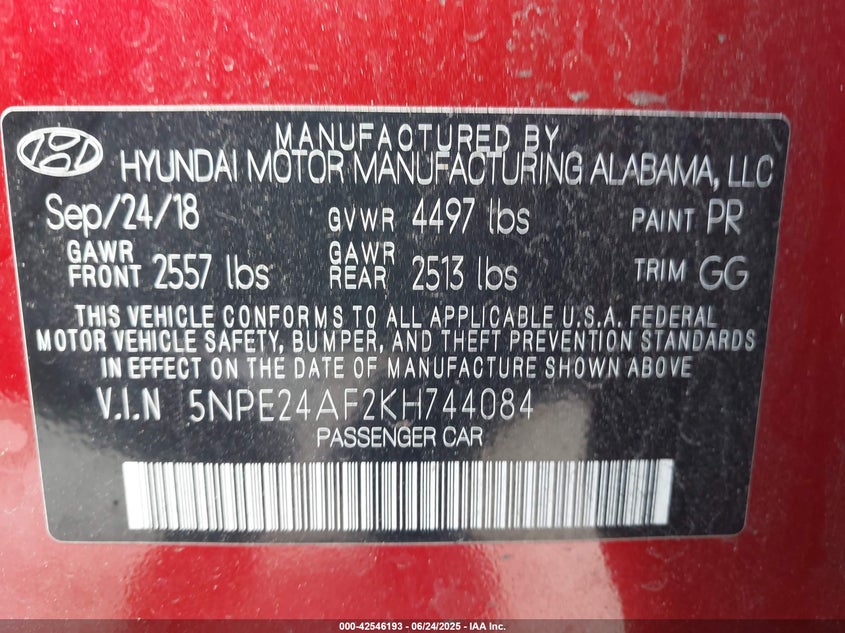 MANUFACTURED BY
HYUNDAI MOTOR MANUFACTURING ALABAMA, LLC
Sep/24/18 GVWR 4497 lbs PAINT PR
GAWR FRONT 2557 lbs GAWR REAR 2513 lbs TRIM GG
THIS VEHICLE CONFORMS TO ALL APPLICABLE U.S.A. FEDERAL
MOTOR VEHICLE SAFETY, BUMPER, AND THEFT PREVENTION STANDARDS
IN EFFECT ON THE DATE OF MANUFACTURE SHOWN ABOVE
V.I.N 5NPE24AF2KH744084
PASSENGER CAR
000-42546193 - 06/24/2025 - IAA Inc.